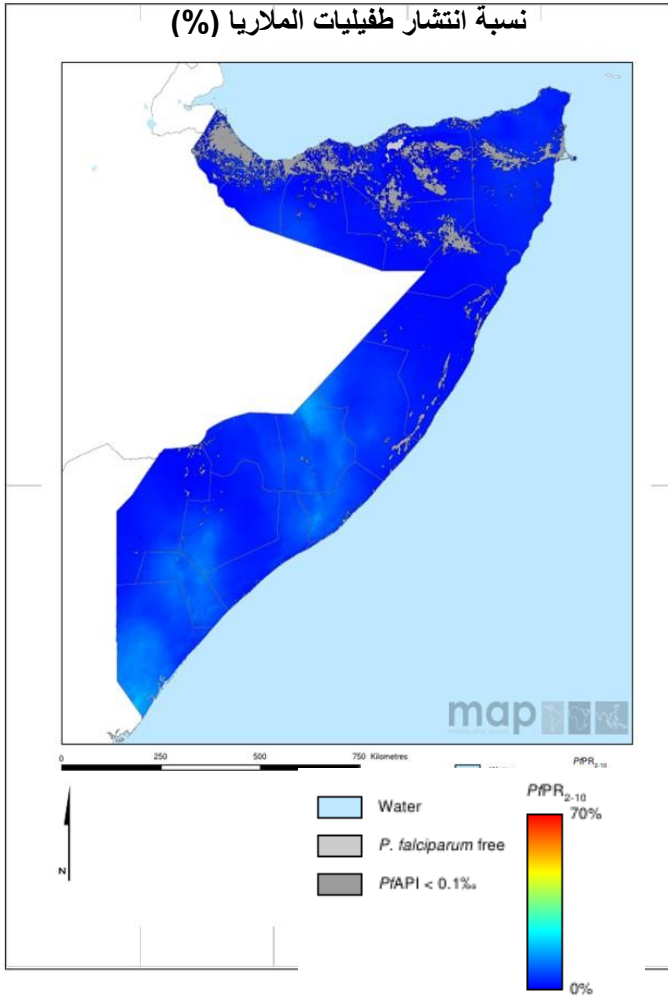 نسبة انتشار طفيليات الملاريا (%)
map
0 250 500 750 Kilometres
PfPR2-10
N
Water
P. falciparum free
PfAPI < 0.1‰
PfPR2-10
70%
0%